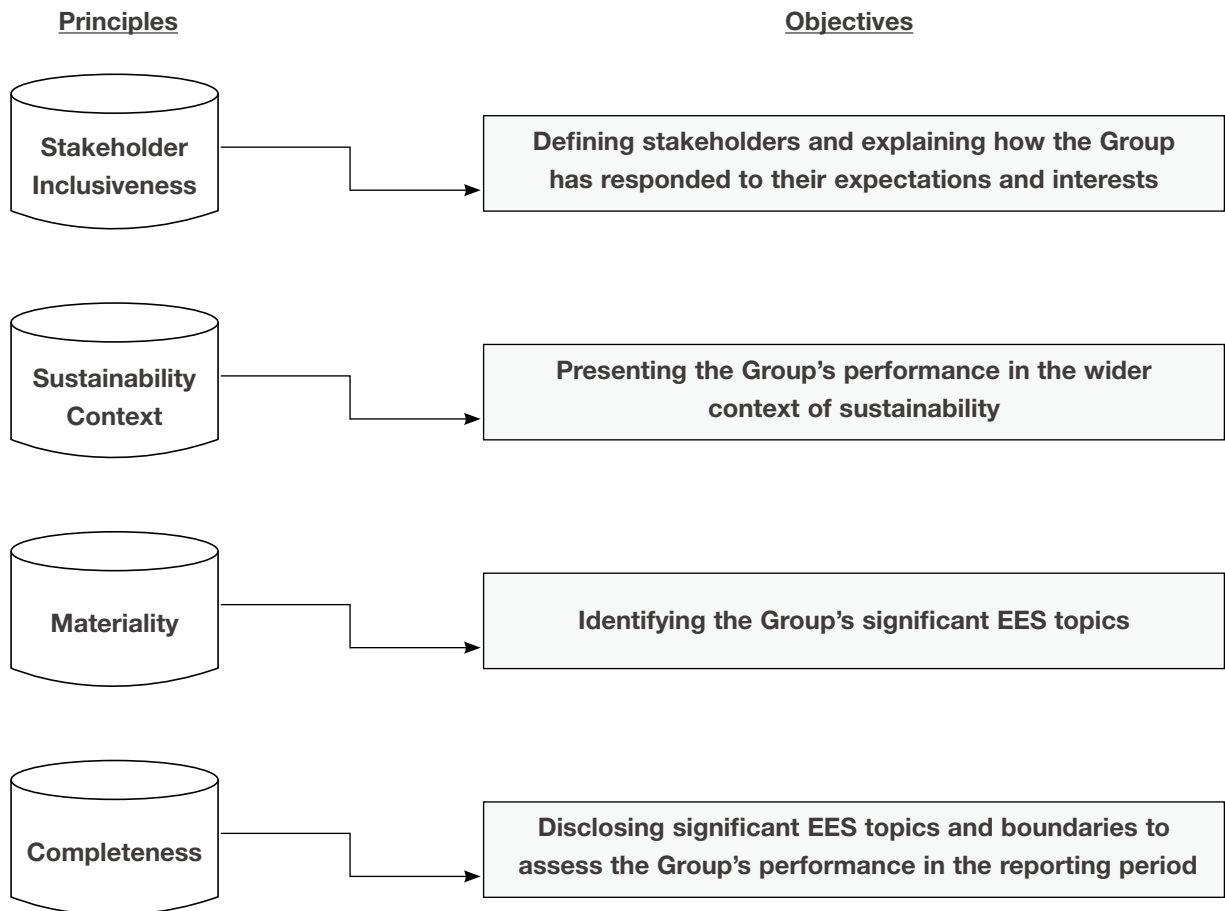 Principles
Objectives
Stakeholder
Inclusiveness
Defining stakeholders and explaining how the Group
has responded to their expectations and interests
Sustainability
Context
Presenting the Group’s performance in the wider
context of sustainability
Materiality
Identifying the Group’s significant EES topics
Completeness
Disclosing significant EES topics and boundaries to
assess the Group’s performance in the reporting period